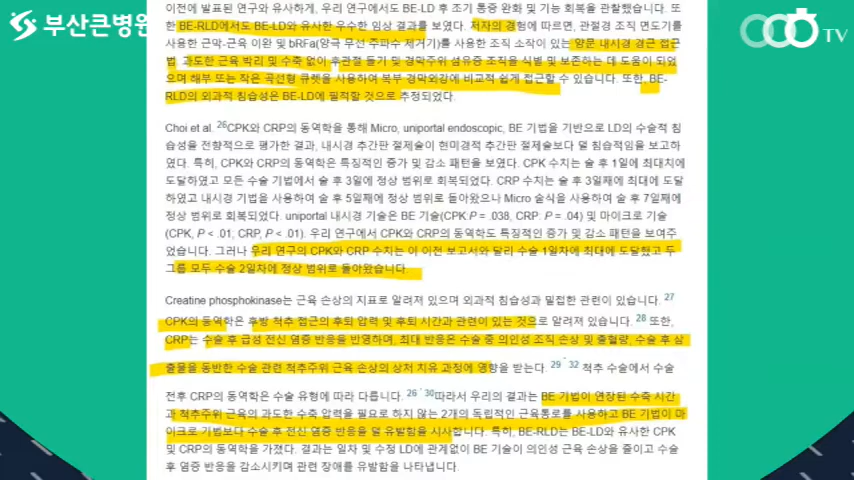 부산큰병원
TV
이전에 발표된 연구와 유사하게, 우리 연구에서도 BE-LD 후 조기 통증 완화 및 기능 회복을 관찰했습니다. 또
한 BE-RLD에서도 BE-LD와 유사한 우수한 임상 결과를 보였다. 저자의 경험에 따르면, 관절경 조직 면도기를
사용한 근막-근육 이완 및 bRFa(양극 무선 주파수 제거기)를 사용한 조직 소작이 있는 양문 내시경 경근 접근
법, 과도한 근육 박리 및 수축 없이 후관절 돌기 및 경막주위 섬유증 조직을 식별 및 보존하는 데 도움이 되었
으며 해부 또는 작은 곡선형 큐렛을 사용하여 복부 경막외강에 비교적 쉽게 접근할 수 있습니다. 또한, BE-
RLD의 외과적 침습성은 BE-LD에 필적할 것으로 추정되었다.
Choi et al. 26CPK와 CRP의 동역학을 통해 Micro, uniportal endoscopic, BE 기법을 기반으로 LD의 수술적 침
습성을 전향적으로 평가한 결과, 내시경 추간판 절제술이 현미경적 추간판 절제술보다 덜 침습적임을 보고하
였다. 특히, CPK와 CRP의 동역학은 특징적인 증가 및 감소 패턴을 보였다. CPK 수치는 술 후 1일에 최대치에
도달하였고 모든 수술 기법에서 술 후 3일에 정상 범위로 회복되었다. CRP 수치는 술 후 3일째에 최대에 도달
하였고 내시경 기법을 사용하여 술 후 5일째에 정상 범위로 돌아왔으나 Micro 술식을 사용하여 술 후 7일째에
정상 범위로 회복되었다. uniportal 내시경 기술은 BE 기술(CPK:P = .038, CRP: P = .04) 및 마이크로 기술
(CPK, P < .01; CRP, P < .01). 우리 연구에서 CPK와 CRP의 동역학도 특징적인 증가 및 감소 패턴을 보여주
었습니다. 그러나 우리 연구의 CPK와 CRP 수치는 이 이전 보고서와 달리 수술 1일차에 최대에 도달했고 두
그룹 모두 수술 2일차에 정상 범위로 돌아왔습니다.
Creatine phosphokinase는 근육 손상의 지표로 알려져 있으며 외과적 침습성과 밀접한 관련이 있습니다. 27
CPK의 동역학은 후방 척추 접근의 후퇴 압력 및 후퇴 시간과 관련이 있는 것으로 알려져 있습니다. 28 또한,
CRP는 수술 후 급성 전신 염증 반응을 반영하며, 최대 반응은 수술 중 의인성 조직 손상 및 출혈량, 수술 후 삼
출물을 동반한 수술 관련 척추주위 근육 손상의 상처 치유 과정에 영향을 받는다. 29 - 32 척추 수술에서 수술
전후 CRP의 동역학은 수술 유형에 따라 다릅니다. 26 - 30따라서 우리의 결과는 BE 기법이 연장된 수축 시간
과 척추주위 근육의 과도한 수축 압력을 필요로 하지 않는 2개의 독립적인 근육통로를 사용하고 BE 기법이 마
이크로 기법보다 수술 후 전신 염증 반응을 덜 유발함을 시사합니다. 특히, BE-RLD는 BE-LD와 유사한 CPK
및 CRP의 동역학을 가졌다. 결과는 일차 및 수정 LD에 관계없이 BE 기술이 의인성 근육 손상을 줄이고 수술
후 염증 반응을 감소시키며 관련 장애를 유발함을 나타냅니다.